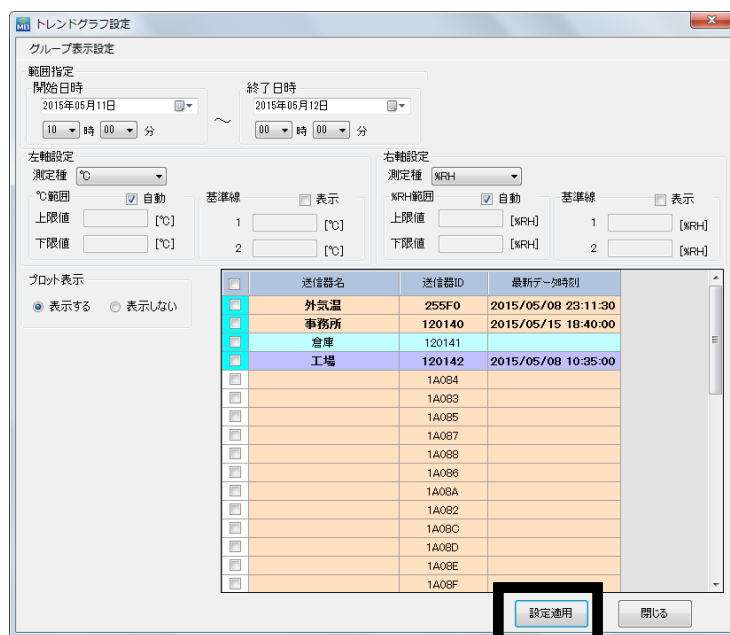 MD トレンドグラフ設定
グループ表示設定
範囲指定
開始日時 終了日時
2015年05月11日 ～ 2015年05月12日
10 時 00 分 00 時 00 分
左軸設定 右軸設定
測定種 ℃ 測定種 %RH
℃範囲 自動 基準線 表示 %RH範囲 自動 基準線 表示
上限値 [℃] 1 [℃] 上限値 [%RH] 1 [%RH]
下限値 [℃] 2 [℃] 下限値 [%RH] 2 [%RH]
プロット表示
表示する 表示しない
送信器名 送信器ID 最新データ時刻
外気温 255F0 2015/05/08 23:11:30
事務所 120140 2015/05/15 18:40:00
倉庫 120141
工場 120142 2015/05/08 10:35:00
1A084
1A083
1A085
1A087
1A088
1A086
1A08A
1A082
1A08C
1A08D
1A08E
1A08F
設定適用 閉じる